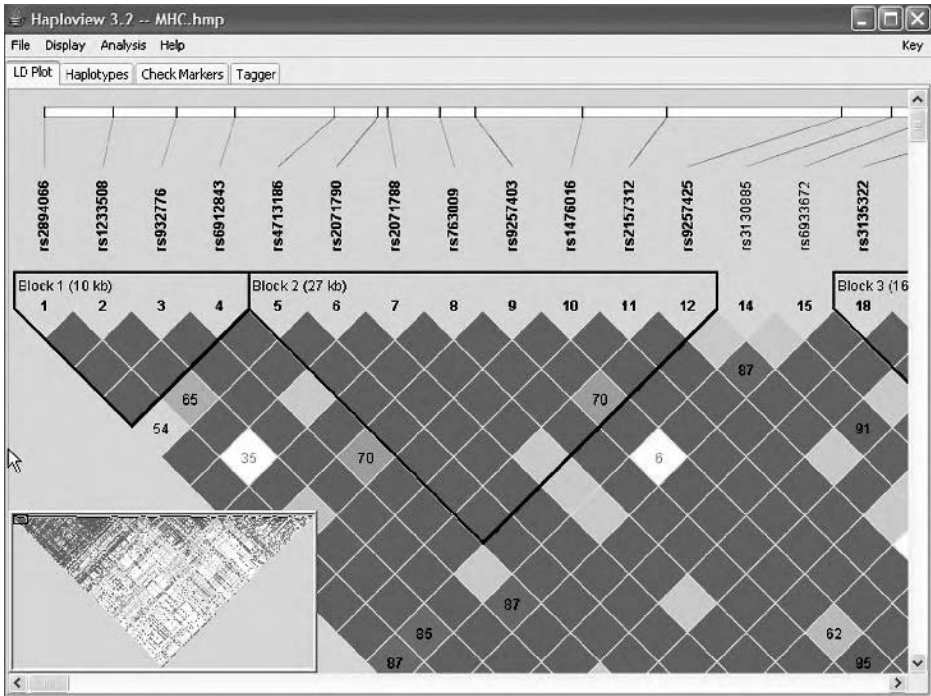 Haploview 3.2 -- MHC.hmp
File Display Analysis Help Key
LD Plot Haplotypes Check Markers Tagger
rs2894066 rs1233508 rs932776 rs6912843 rs4713186 rs2071790 rs2071788 rs763009 rs9257403 rs1476016 rs2157312 rs9257425 rs3130885 rs6933672 rs3135322
Block 1 (10 kb) Block 2 (27 kb) Block 3 (16
1 2 3 4 5 6 7 8 9 10 11 12 14 15 18
87
65 70
54 91
35 70 6
87
85 62
87 95